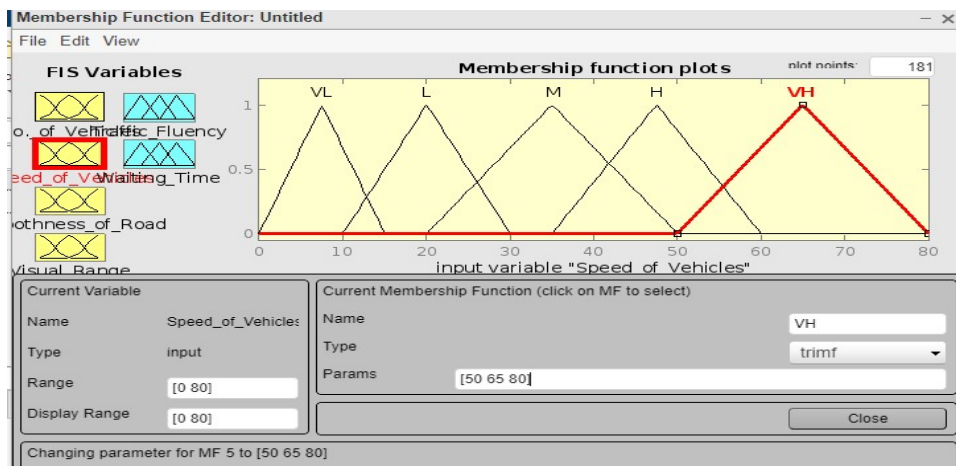 Membership Function Editor: Untitled
File Edit View
FIS Variables
Membership function plots
plot points:
181
VL
L
M
H
VH
1
0.5
0
0 10 20 30 40 50 60 70 80
input variable "Speed_of_Vehicles"
o._of_Vehicles
Traffic_Fluency
eed_of_Vehicles
Waiting_Time
othness_of_Road
Visual_Range
Current Variable
Name
Speed_of_Vehicles
Type
input
Range
[0 80]
Display Range
[0 80]
Current Membership Function (click on MF to select)
Name
VH
Type
trimf
Params
[50 65 80]
Close
Changing parameter for MF 5 to [50 65 80]